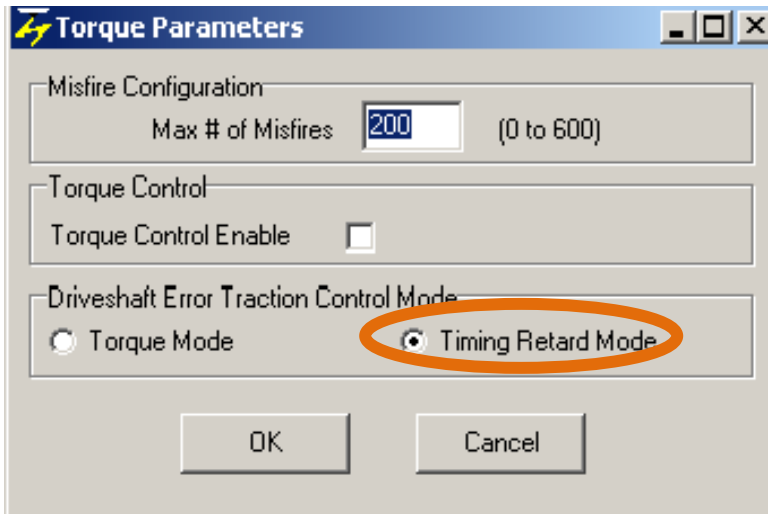 Torque Parameters
Misfire Configuration
Max # of Misfires 200 (0 to 600)
Torque Control
Torque Control Enable
Driveshaft Error Traction Control Mode
Torque Mode Timing Retard Mode
OK Cancel